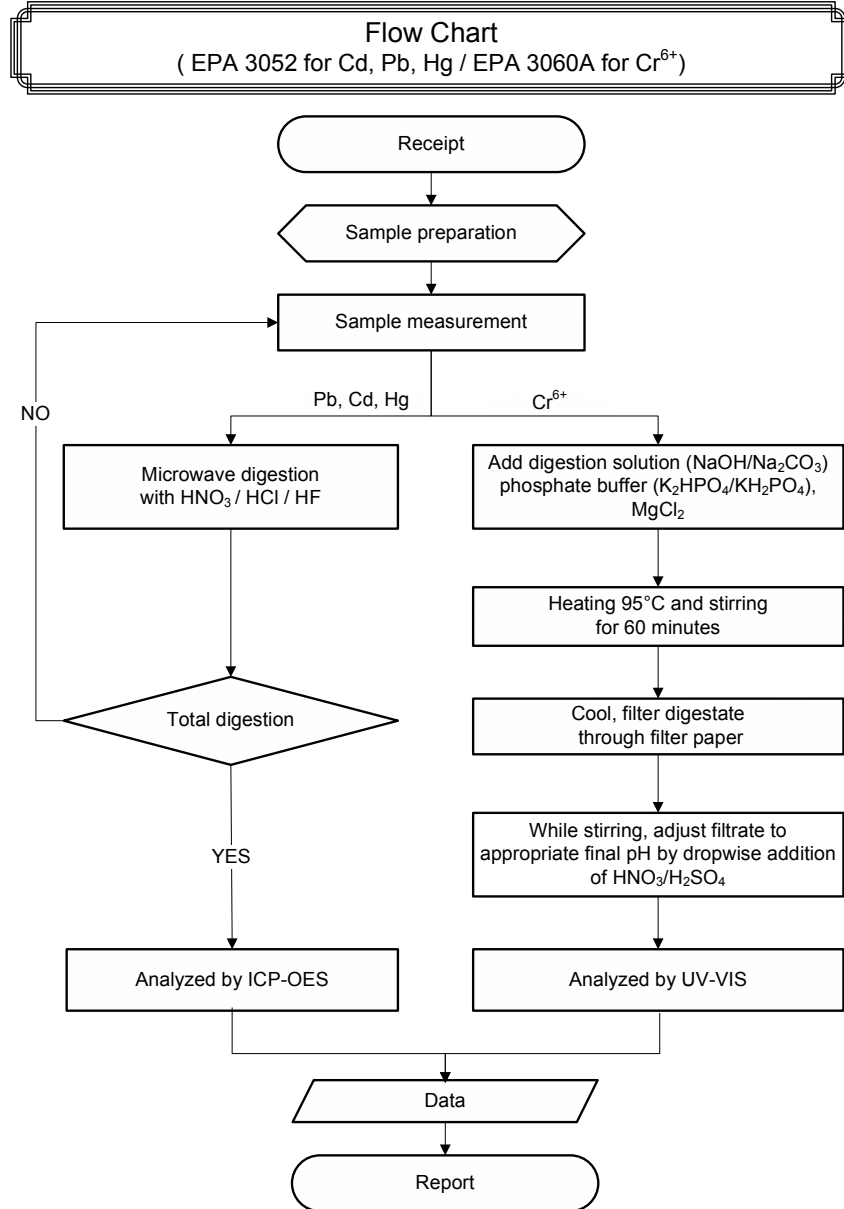 Flow Chart
( EPA 3052 for Cd, Pb, Hg / EPA 3060A for Cr⁶⁺)
Receipt
Sample preparation
Sample measurement
NO
Pb, Cd, Hg
Cr⁶⁺
Microwave digestion
with HNO₃ / HCl / HF
Add digestion solution (NaOH/Na₂CO₃)
phosphate buffer (K₂HPO₄/KH₂PO₄),
MgCl₂
Heating 95°C and stirring
for 60 minutes
Total digestion
Cool, filter digestate
through filter paper
YES
While stirring, adjust filtrate to
appropriate final pH by dropwise addition
of HNO₃/H₂SO₄
Analyzed by ICP-OES
Analyzed by UV-VIS
Data
Report